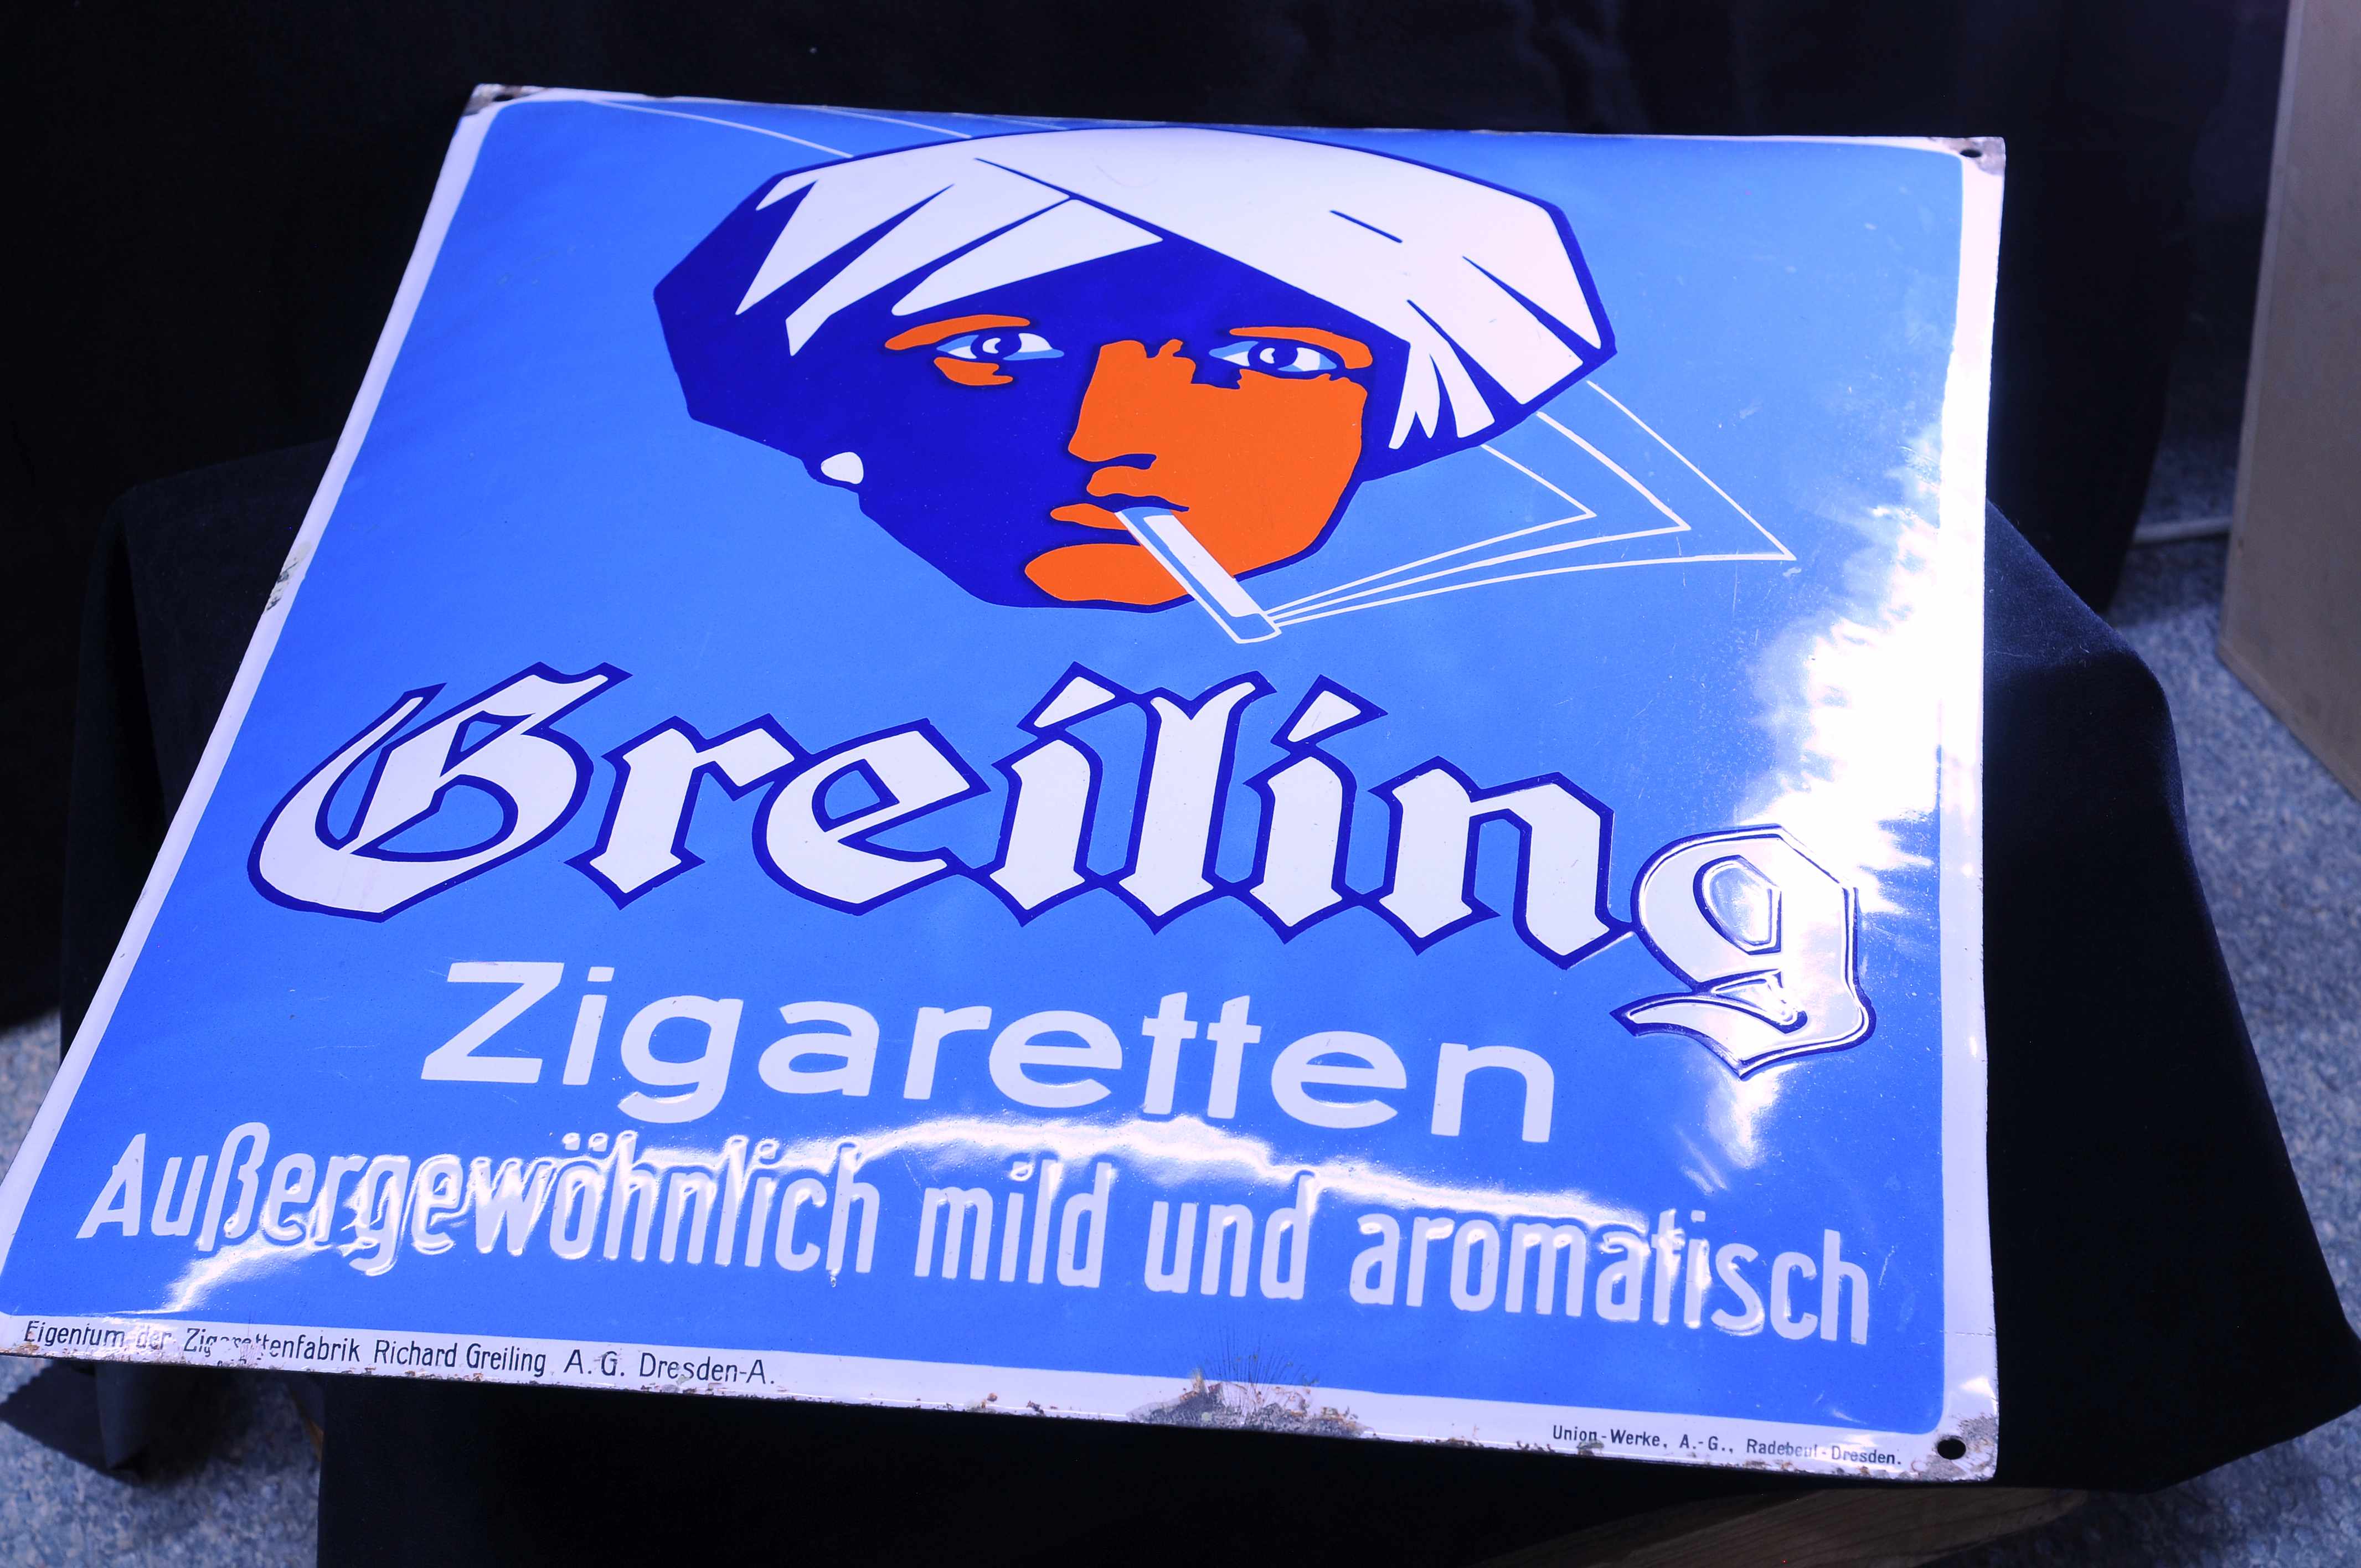 Greiling
Zigaretten
Außergewöhnlich mild und aromatisch
Eigentum der Zigarettenfabrik Richard Greiling A.G. Dresden-A.
Union-Werke, A.-G., Radebeul-Dresden.